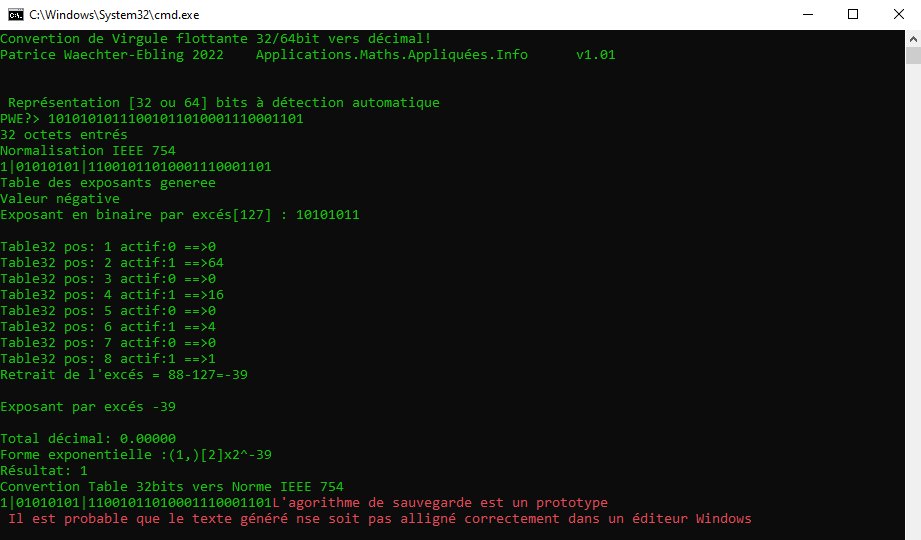 C:\Windows\System32\cmd.exe
Convertion de Virgule flottante 32/64bit vers décimal!
Patrice Waechter-Ebling 2022    Applications.Maths.Appliquées.Info      v1.01
Représentation [32 ou 64] bits à détection automatique
PWE?> 10101010111001011010001110001101
32 octets entrés
Normalisation IEEE 754
1|01010101|11001011010001110001101
Table des exposants generee
Valeur négative
Exposant en binaire par excés[127] : 10101011
Table32 pos: 1 actif:0 ==>0
Table32 pos: 2 actif:1 ==>64
Table32 pos: 3 actif:0 ==>0
Table32 pos: 4 actif:1 ==>16
Table32 pos: 5 actif:0 ==>0
Table32 pos: 6 actif:1 ==>4
Table32 pos: 7 actif:0 ==>0
Table32 pos: 8 actif:1 ==>1
Retrait de l'excés = 88-127=-39
Exposant par excés -39
Total décimal: 0.00000
Forme exponentielle :(1,)[2]x2^-39
Résultat: 1
Convertion Table 32bits vers Norme IEEE 754
1|01010101|11001011010001110001101L'agorithme de sauvegarde est un prototype
Il est probable que le texte généré nse soit pas alligné correctement dans un éditeur Windows